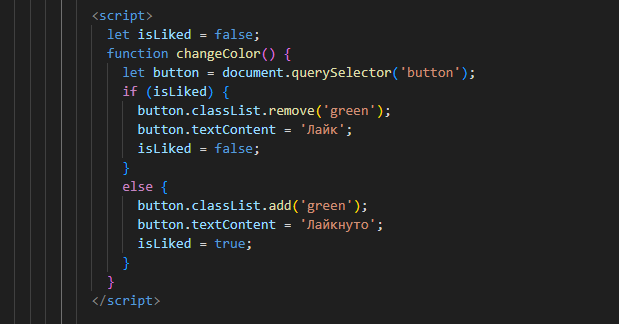 <script>
let isLiked = false;
function changeColor() {
let button = document.querySelector('button');
if (isLiked) {
button.classList.remove('green');
button.textContent = 'Лайк';
isLiked = false;
}
else {
button.classList.add('green');
button.textContent = 'Лайкнуто';
isLiked = true;
}
}
</script>